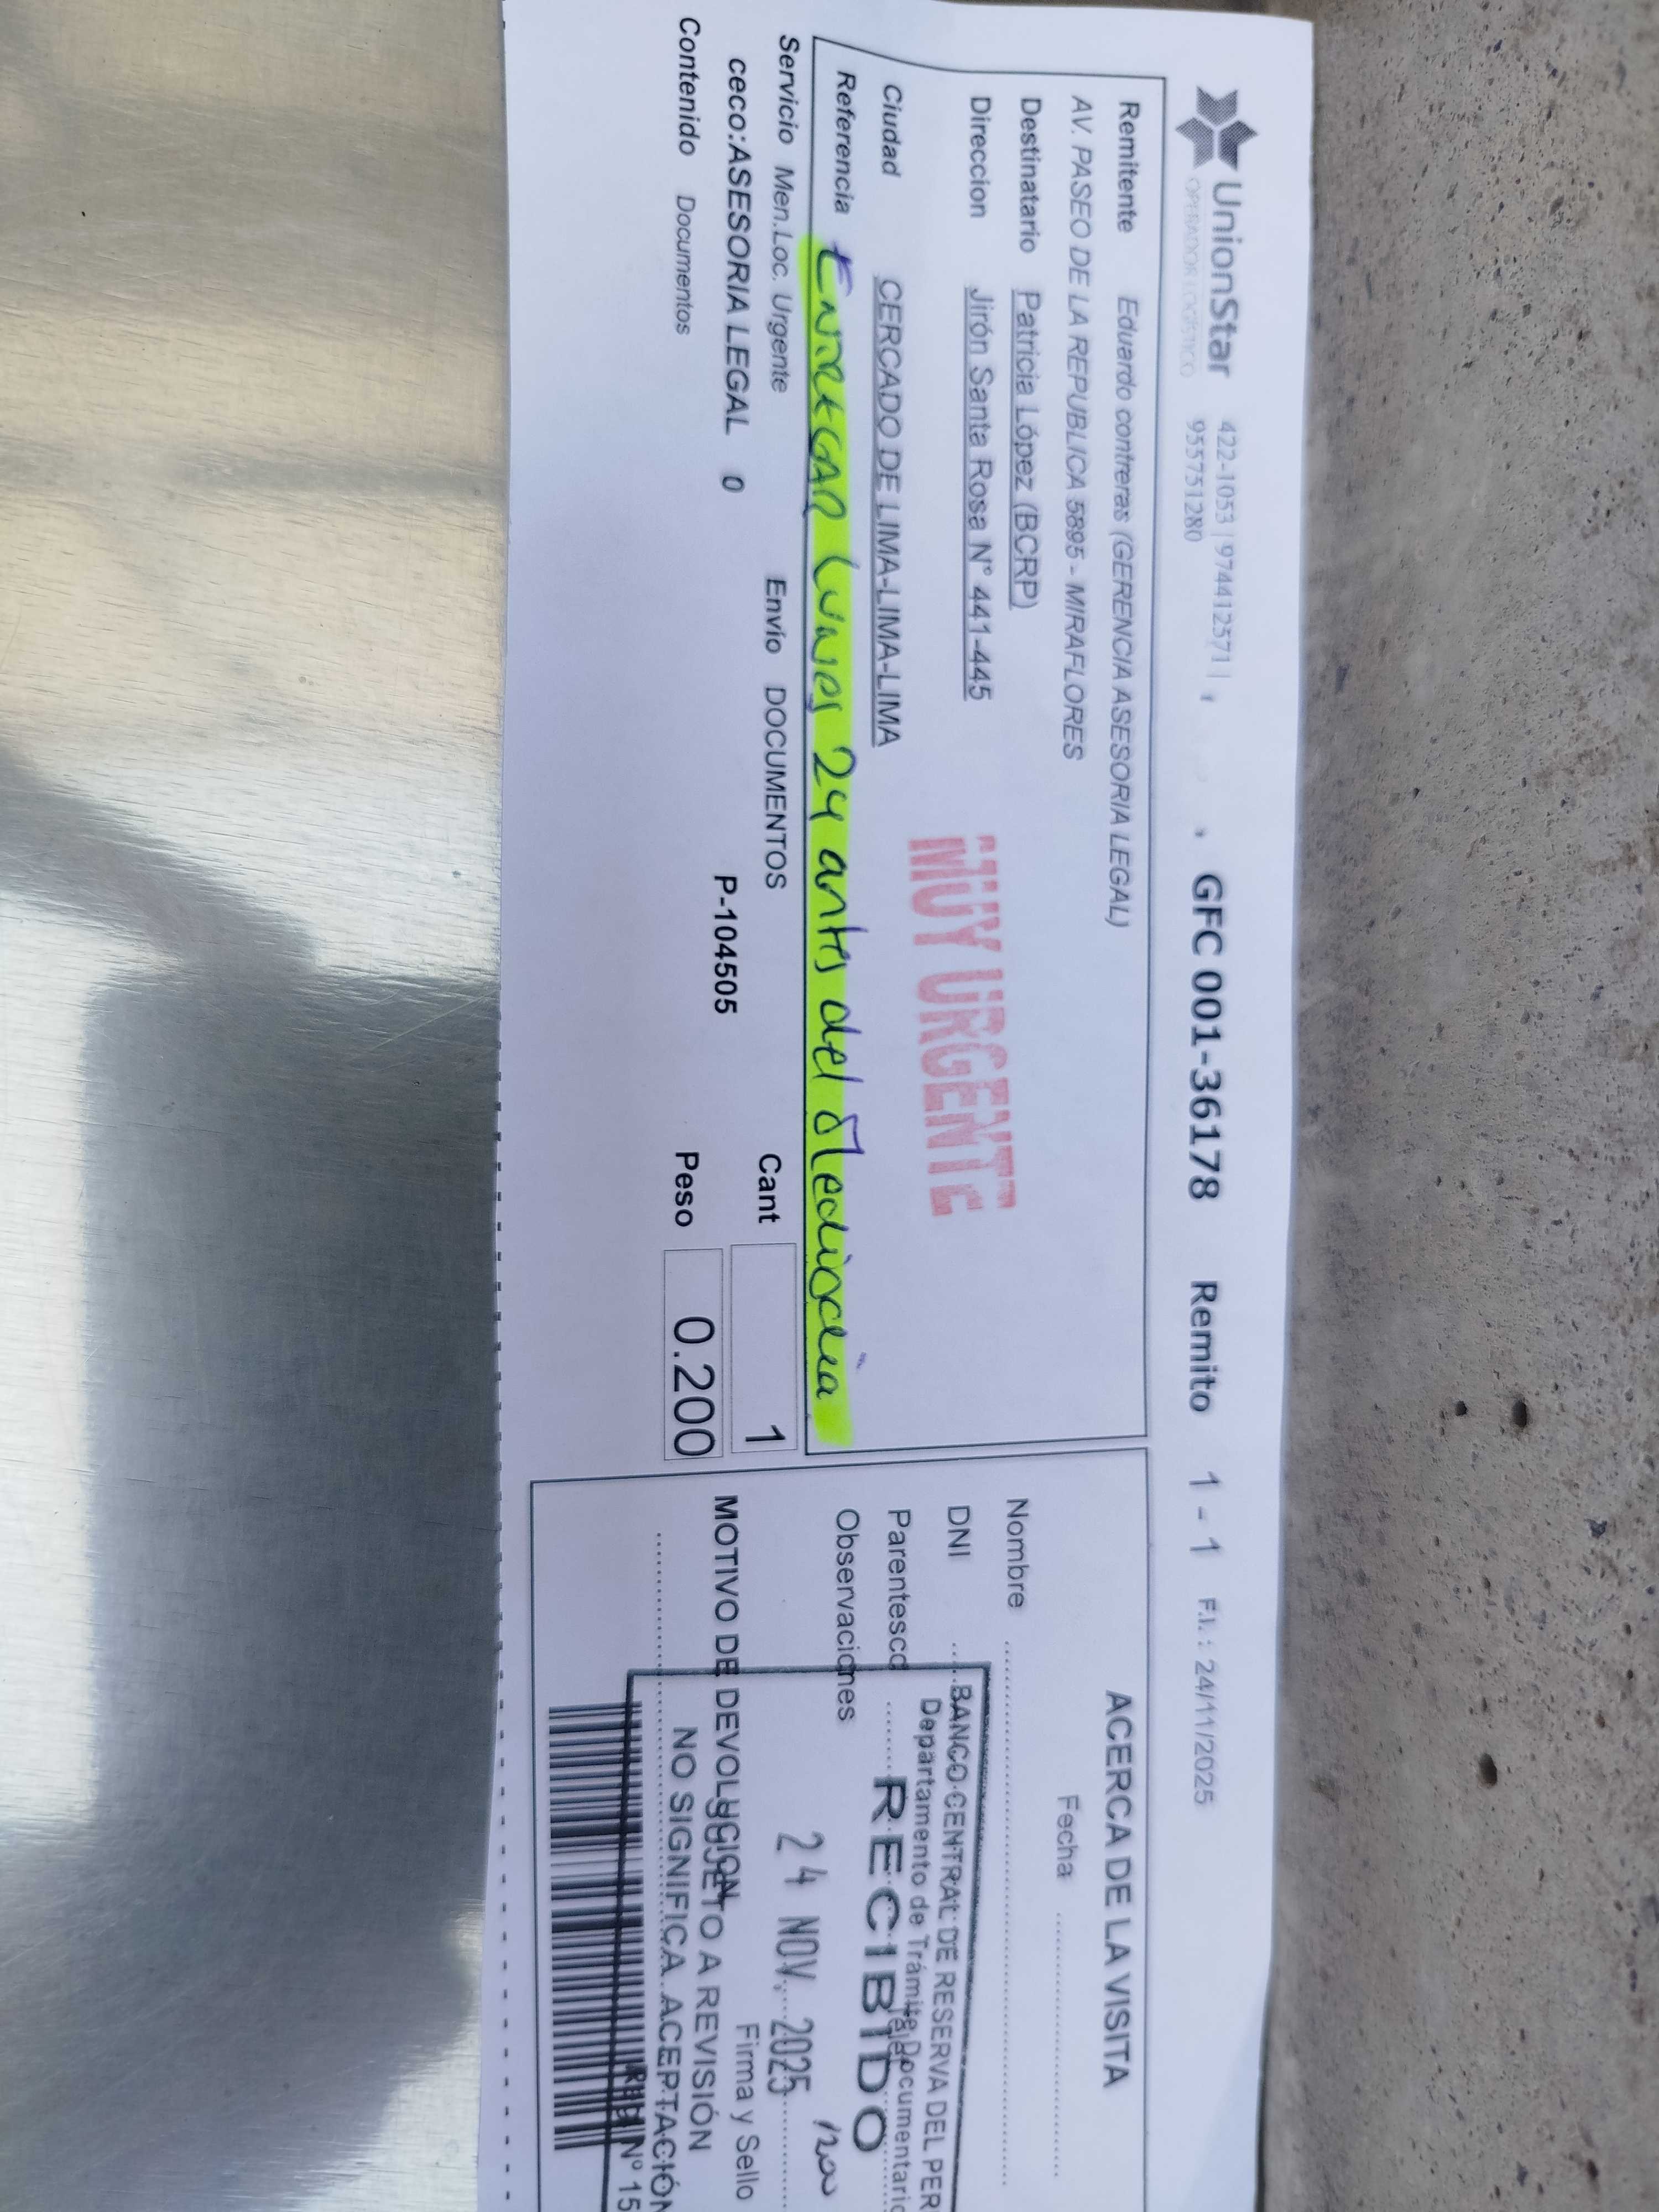 UnionStar
OPERADOR LOGISTICO
422-1053 | 974412571 |
955751280
GFC 001-36178 Remito 1 - 1 F.I. : 24/11/2025
Remitente Eduardo contreras (GERENCIA ASESORIA LEGAL)
AV. PASEO DE LA REPUBLICA 5895 - MIRAFLORES
Destinatario Patricia López (BCRP)
Direccion Jirón Santa Rosa N° 441-445
MUY URGENTE
Ciudad CERCADO DE LIMA-LIMA-LIMA
Referencia Entregar lunes 24 antes del Mediodia
Servicio Men.Loc. Urgente Envío DOCUMENTOS Cant 1
ceco:ASESORIA LEGAL 0 P-104505
Contenido Documentos Peso 0.200
ACERCA DE LA VISITA
Fecha
Nombre
DNI
Parentesco
Observaciones
MOTIVO DE DEVOLUCION
Firma y Sello
BANCO CENTRAL DE RESERVA DEL PER
Departamento de Trámite Documentario
RECIBIDO
24 NOV. 2025
1200
SUJETO A REVISIÓN
NO SIGNIFICA ACEPTACIÓN
N° 15